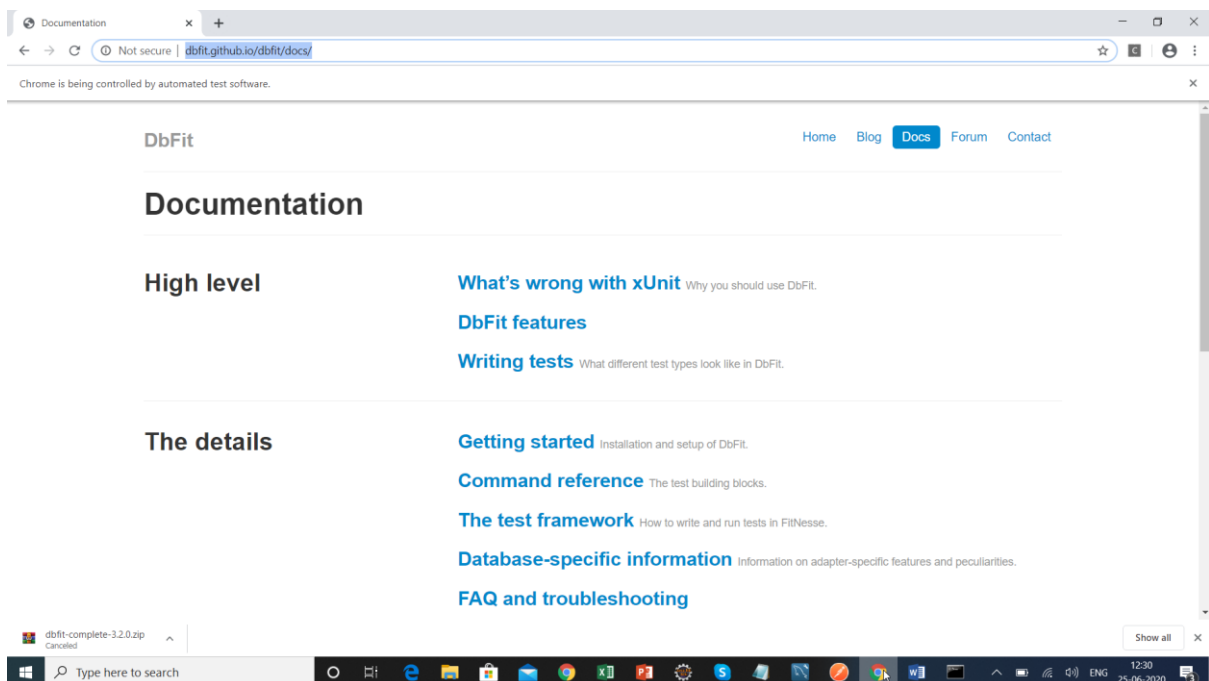 Documentation
Not secure | dbfit.github.io/dbfit/docs/
Chrome is being controlled by automated test software.
DbFit
Home Blog Docs Forum Contact
Documentation
High level
What's wrong with xUnit Why you should use DbFit.
DbFit features
Writing tests What different test types look like in DbFit.
The details
Getting started Installation and setup of DbFit.
Command reference The test building blocks.
The test framework How to write and run tests in FitNesse.
Database-specific information Information on adapter-specific features and peculiarities.
FAQ and troubleshooting
dbfit-complete-3.2.0.zip
Canceled
Show all
Type here to search
ENG
12:30
25-06-2020